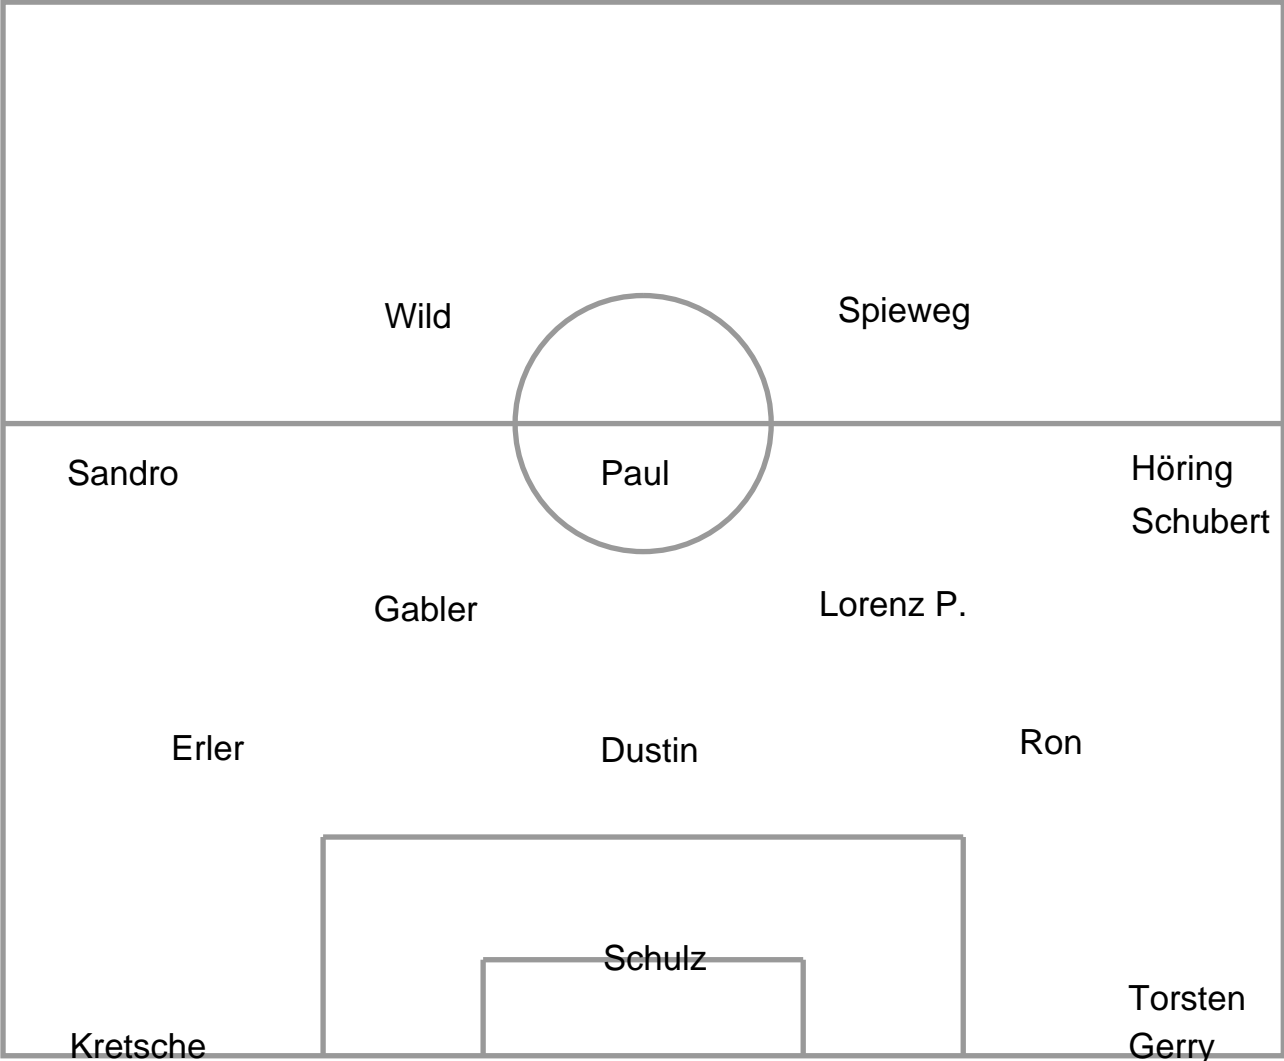 Wild
Spieweg
Sandro
Paul
Höring
Schubert
Gabler
Lorenz P.
Erler
Dustin
Ron
Schulz
Torsten
Kretsche
Gerry